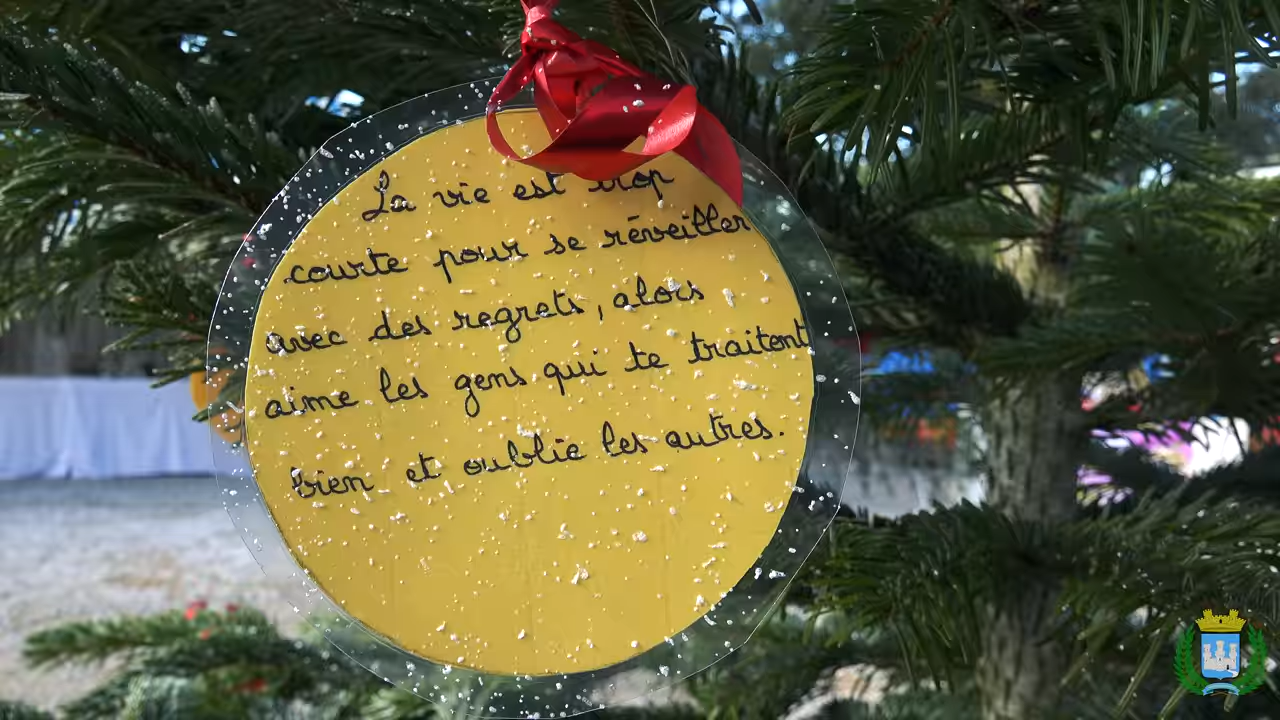 La vie est trop
courte pour se réveiller
avec des regrets, alors
aime les gens qui te traitent
bien et oublie les autres.